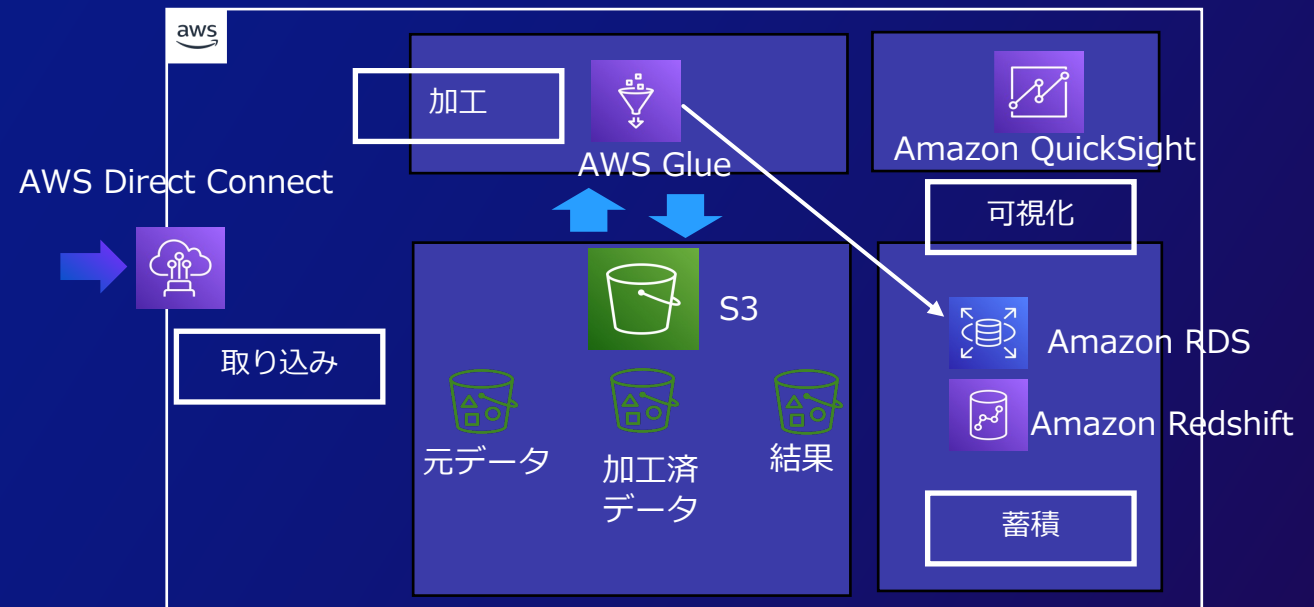 aws
加工
AWS Glue
Amazon QuickSight
可視化
AWS Direct Connect
取り込み
S3
元データ
加工済
データ
結果
Amazon RDS
Amazon Redshift
蓄積